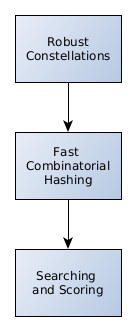 Robust
Constellations
Fast
Combinatorial
Hashing
Searching
and Scoring